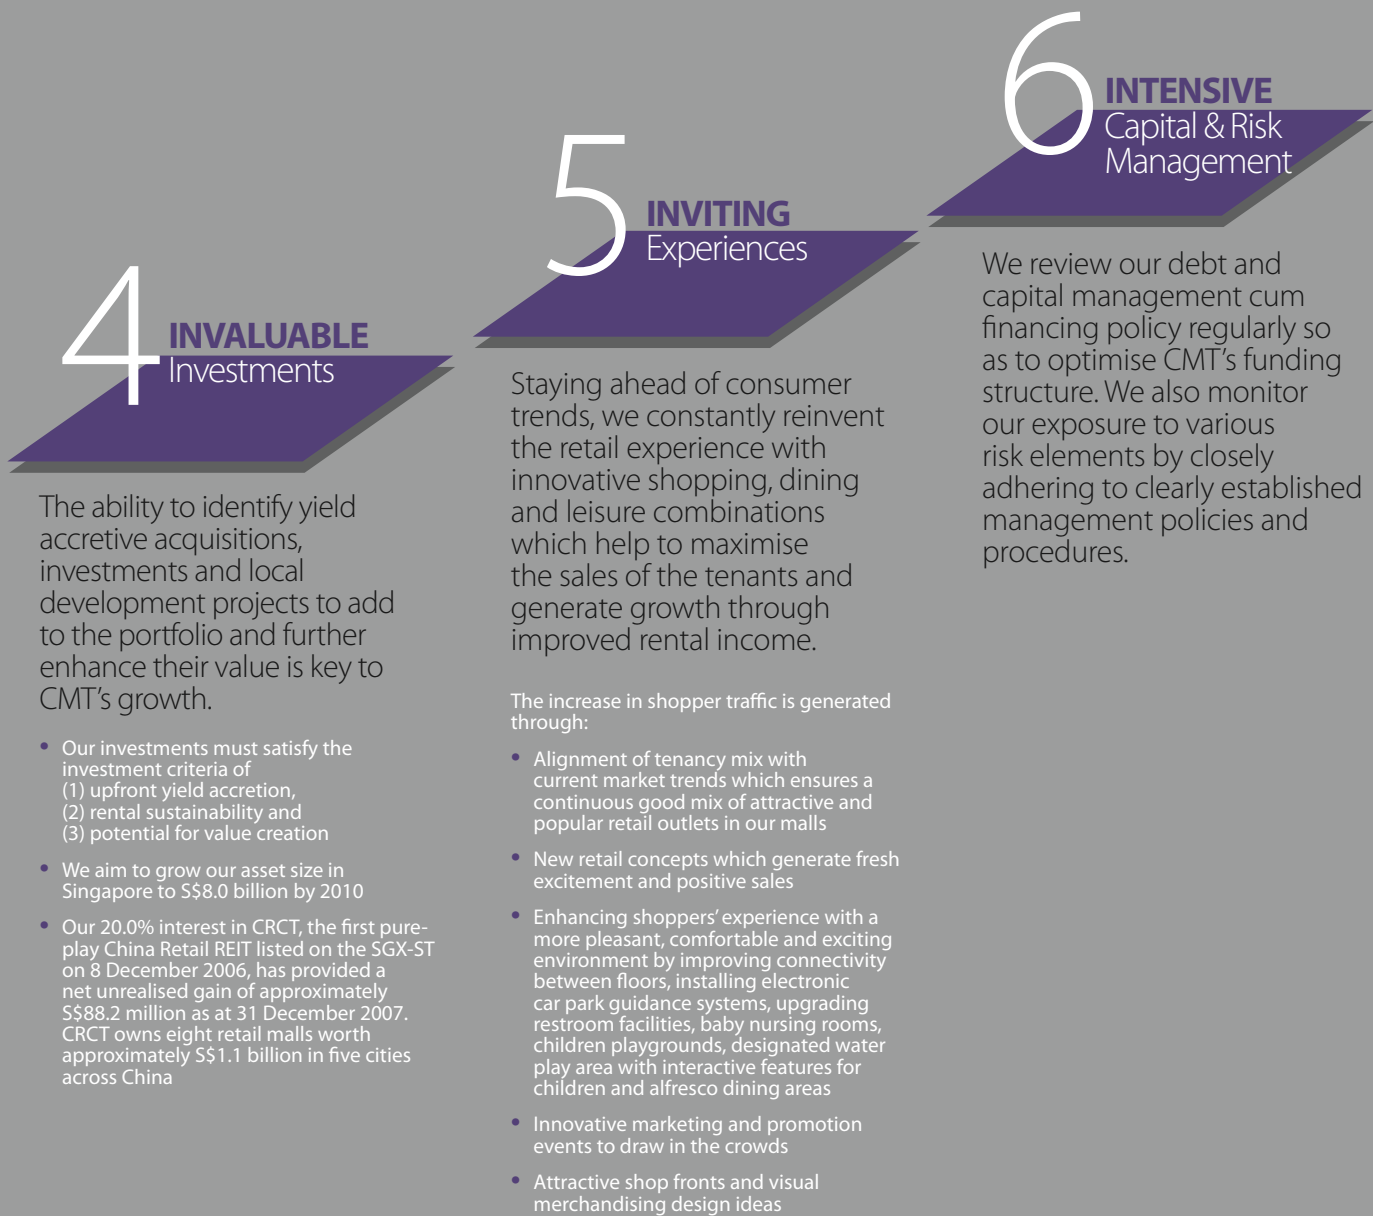 4
INVALUABLE
Investments
The ability to identify yield
accretive acquisitions,
investments and local
development projects to add
to the portfolio and further
enhance their value is key to
CMT’s growth.
• Our investments must satisfy the
investment criteria of
(1) upfront yield accretion,
(2) rental sustainability and
(3) potential for value creation
• We aim to grow our asset size in
Singapore to S$8.0 billion by 2010
• Our 20.0% interest in CRCT, the first pure-
play China Retail REIT listed on the SGX-ST
on 8 December 2006, has provided a
net unrealised gain of approximately
S$88.2 million as at 31 December 2007.
CRCT owns eight retail malls worth
approximately S$1.1 billion in five cities
across China
5
INVITING
Experiences
Staying ahead of consumer
trends, we constantly reinvent
the retail experience with
innovative shopping, dining
and leisure combinations
which help to maximise
the sales of the tenants and
generate growth through
improved rental income.
The increase in shopper traffic is generated
through:
• Alignment of tenancy mix with
current market trends which ensures a
continuous good mix of attractive and
popular retail outlets in our malls
• New retail concepts which generate fresh
excitement and positive sales
• Enhancing shoppers’ experience with a
more pleasant, comfortable and exciting
environment by improving connectivity
between floors, installing electronic
car park guidance systems, upgrading
restroom facilities, baby nursing rooms,
children playgrounds, designated water
play area with interactive features for
children and alfresco dining areas
• Innovative marketing and promotion
events to draw in the crowds
• Attractive shop fronts and visual
merchandising design ideas
6
INTENSIVE
Capital & Risk
Management
We review our debt and
capital management cum
financing policy regularly so
as to optimise CMT’s funding
structure. We also monitor
our exposure to various
risk elements by closely
adhering to clearly established
management policies and
procedures.